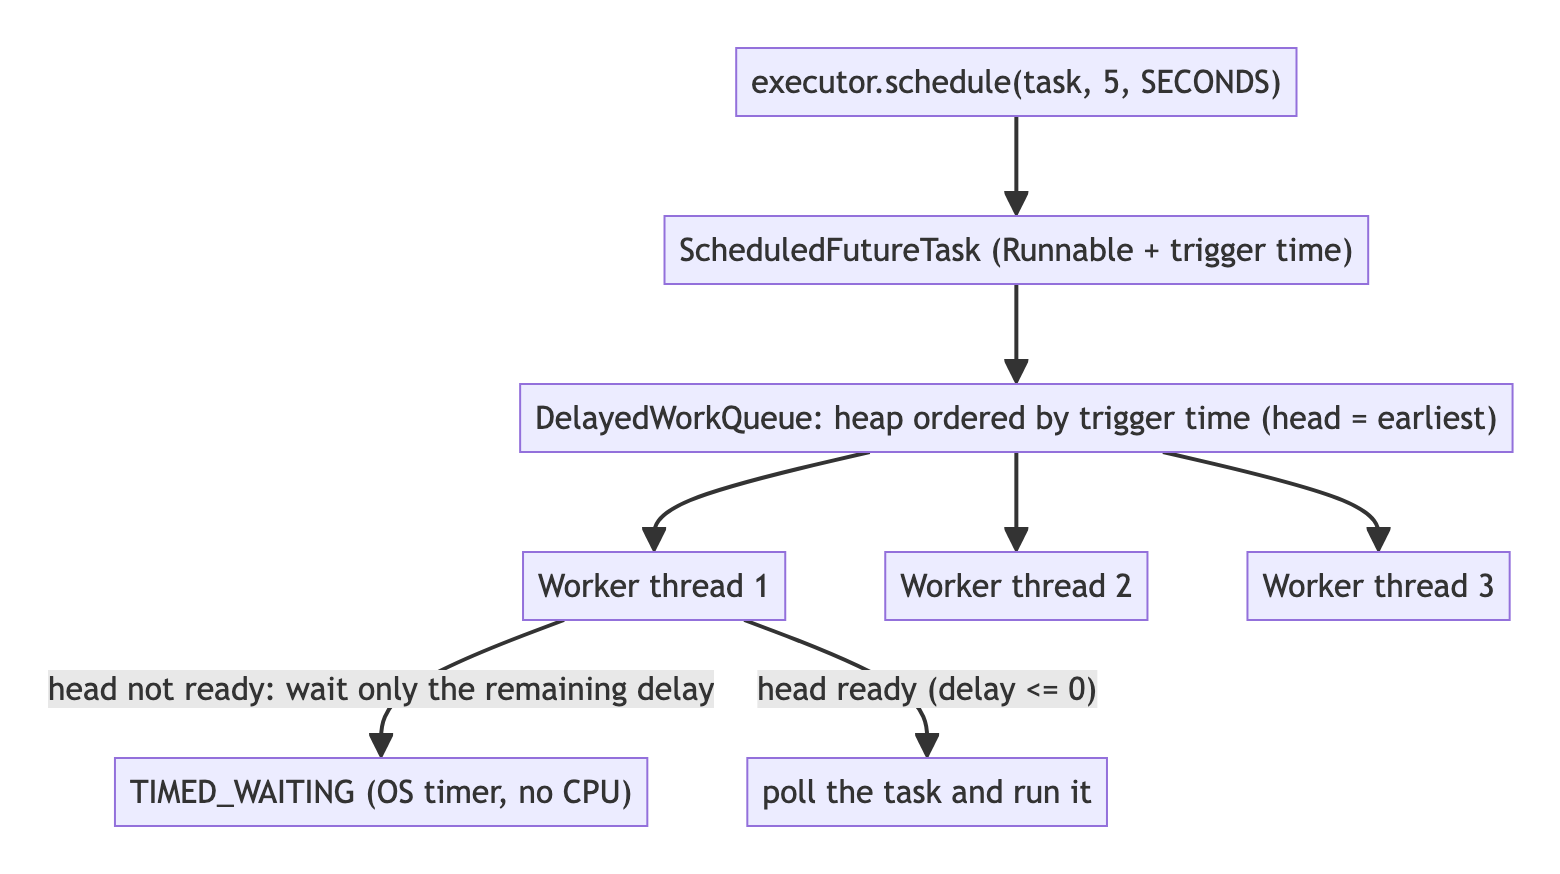 executor.schedule(task, 5, SECONDS)
ScheduledFutureTask (Runnable + trigger time)
DelayedWorkQueue: heap ordered by trigger time (head = earliest)
Worker thread 1
Worker thread 2
Worker thread 3
head not ready: wait only the remaining delay
head ready (delay <= 0)
TIMED_WAITING (OS timer, no CPU)
poll the task and run it